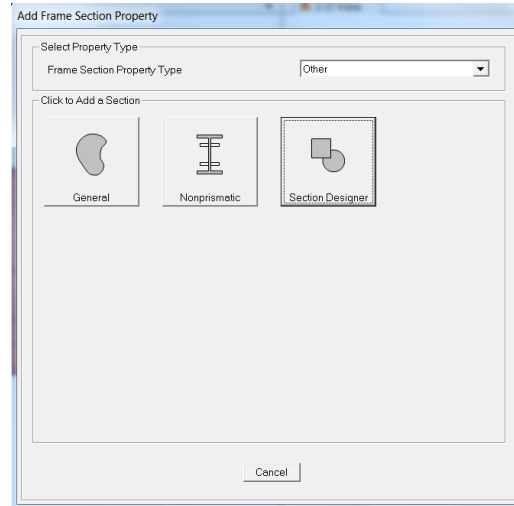 Add Frame Section Property
Select Property Type
Frame Section Property Type
Other
Click to Add a Section
General
Nonprismatic
Section Designer
Cancel